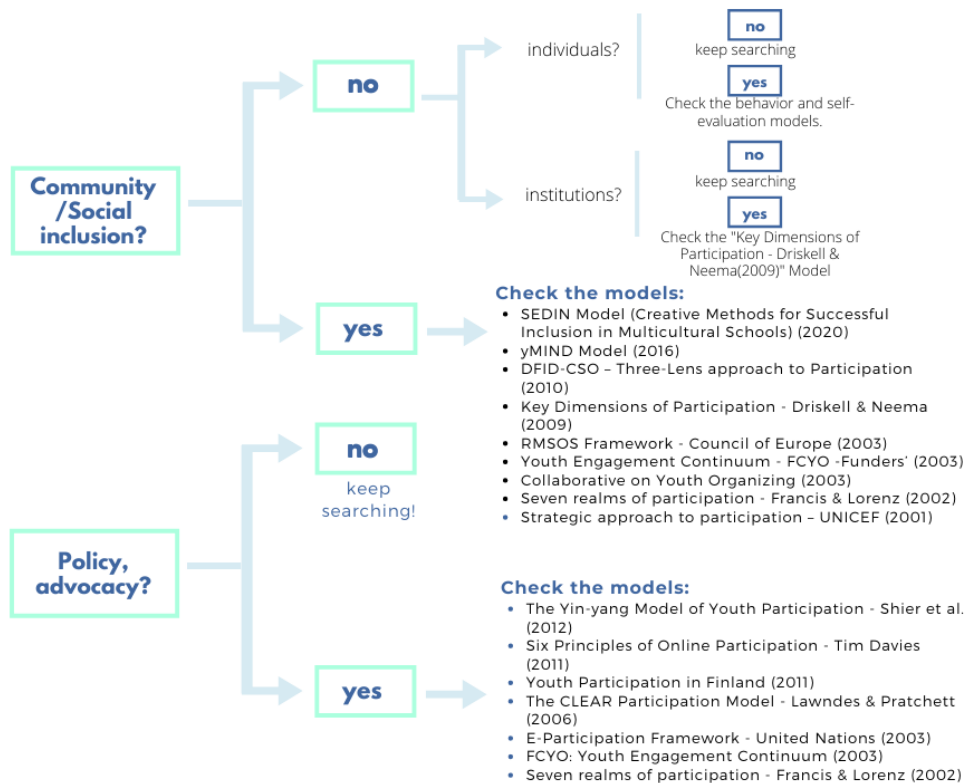 Community
/Social
inclusion?
no
individuals?
no
keep searching
yes
Check the behavior and self-
evaluation models.
institutions?
no
keep searching
yes
Check the "Key Dimensions of
Participation - Driskell &
Neema(2009)" Model
yes
Check the models:
• SEDIN Model (Creative Methods for Successful
Inclusion in Multicultural Schools) (2020)
• yMIND Model (2016)
• DFID-CSO – Three-Lens approach to Participation
(2010)
• Key Dimensions of Participation - Driskell & Neema
(2009)
• RMSOS Framework - Council of Europe (2003)
• Youth Engagement Continuum - FCYO -Funders’ (2003)
• Collaborative on Youth Organizing (2003)
• Seven realms of participation - Francis & Lorenz (2002)
• Strategic approach to participation – UNICEF (2001)
Policy,
advocacy?
no
keep
searching!
yes
Check the models:
• The Yin-yang Model of Youth Participation - Shier et al.
(2012)
• Six Principles of Online Participation - Tim Davies
(2011)
• Youth Participation in Finland (2011)
• The CLEAR Participation Model - Lawndes & Pratchett
(2006)
• E-Participation Framework - United Nations (2003)
• FCYO: Youth Engagement Continuum (2003)
• Seven realms of participation - Francis & Lorenz (2002)